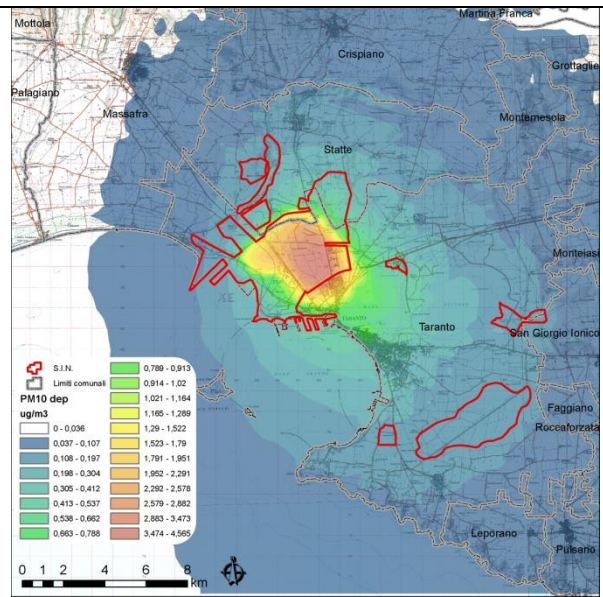 Mottola
Martina Franca
Crispiano
Grottaglie
Palagiano
Massafra
Montemesola
Statte
Monteiasi
Taranto
San Giorgio Ionico
TARANTO
Faggiano
Roccaforzata
Leporano
Pulsano
S.I.N.
Limiti comunali
PM10 dep
ug/m3
0 - 0,036
0,037 - 0,107
0,108 - 0,197
0,198 - 0,304
0,305 - 0,412
0,413 - 0,537
0,538 - 0,662
0,663 - 0,788
0,789 - 0,913
0,914 - 1,02
1,021 - 1,164
1,165 - 1,289
1,29 - 1,522
1,523 - 1,79
1,791 - 1,951
1,952 - 2,291
2,292 - 2,578
2,579 - 2,882
2,883 - 3,473
3,474 - 4,565
0 1 2 4 6 8
km